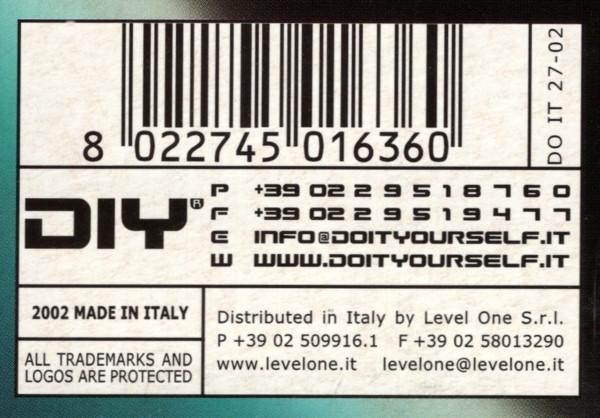 8 022745 016360
DO IT 27-02
DIY®
P +39 02 2 9 5 1 8 7 6 0
F +39 02 2 9 5 1 9 4 7 7
E INFO@DOITYOURSELF.IT
W WWW.DOITYOURSELF.IT
2002 MADE IN ITALY
ALL TRADEMARKS AND
LOGOS ARE PROTECTED
Distributed in Italy by Level One S.r.l.
P +39 02 509916.1 F +39 02 58013290
www.levelone.it levelone@levelone.it